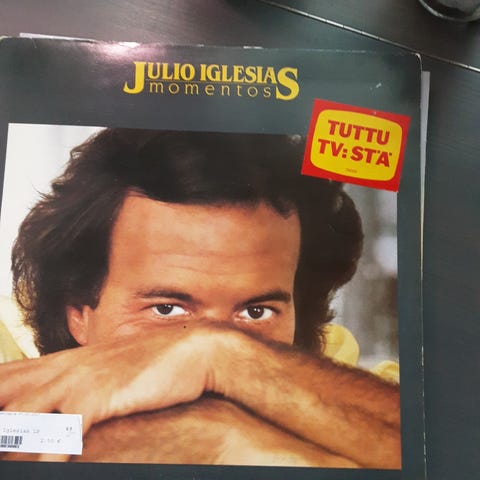 JULIO IGLESIAS
momentos
TUTTU
TV:STÄ
Iglesias LP
2.50 €